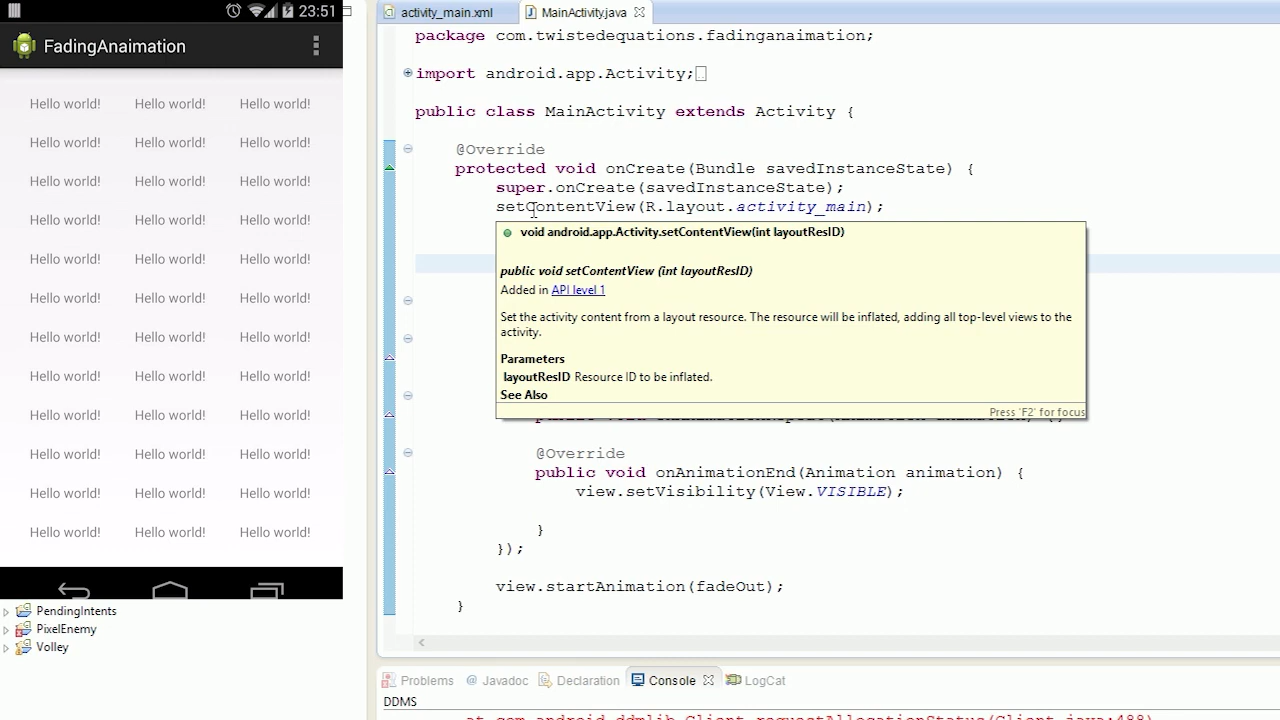 23:51
FadingAnaimation
Hello world! Hello world! Hello world!
Hello world! Hello world! Hello world!
Hello world! Hello world! Hello world!
Hello world! Hello world! Hello world!
Hello world! Hello world! Hello world!
Hello world! Hello world! Hello world!
Hello world! Hello world! Hello world!
Hello world! Hello world! Hello world!
Hello world! Hello world! Hello world!
Hello world! Hello world! Hello world!
Hello world! Hello world! Hello world!
Hello world! Hello world! Hello world!
PendingIntents
PixelEnemy
Volley
activity_main.xml MainActivity.java
package com.twistedequations.fadinganaimation;
import android.app.Activity;
public class MainActivity extends Activity {
@Override
protected void onCreate(Bundle savedInstanceState) {
super.onCreate(savedInstanceState);
setContentView(R.layout.activity_main);
void android.app.Activity.setContentView(int layoutResID)
public void setContentView (int layoutResID)
Added in API level 1
Set the activity content from a layout resource. The resource will be inflated, adding all top-level views to the
activity.
Parameters
layoutResID Resource ID to be inflated.
See Also
Press 'F2' for focus
@Override
public void onAnimationEnd(Animation animation) {
view.setVisibility(View.VISIBLE);
}
});
view.startAnimation(fadeOut);
}
Problems @ Javadoc Declaration Console LogCat
DDMS
at com.android.ddmlib.Client.requestAllocationStatus(Client.java:488)